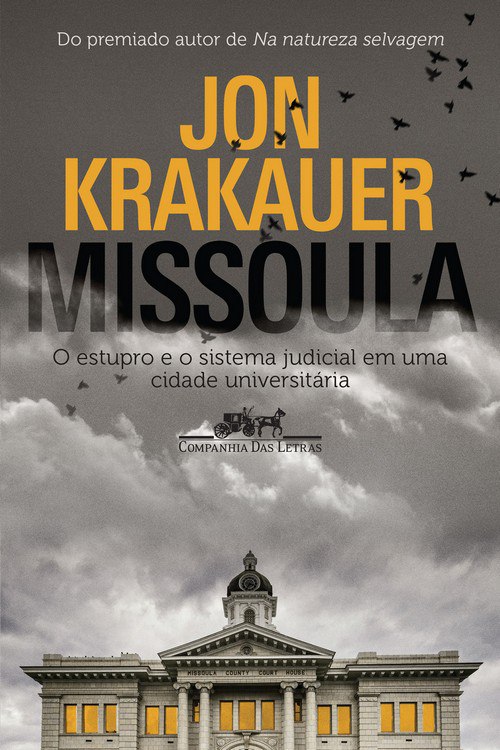 Do premiado autor de Na natureza selvagem
JON
KRAKAUER
MISSOULA
O estupro e o sistema judicial em uma
cidade universitária
COMPANHIA DAS LETRAS
MISSOULA COUNTY COURT HOUSE